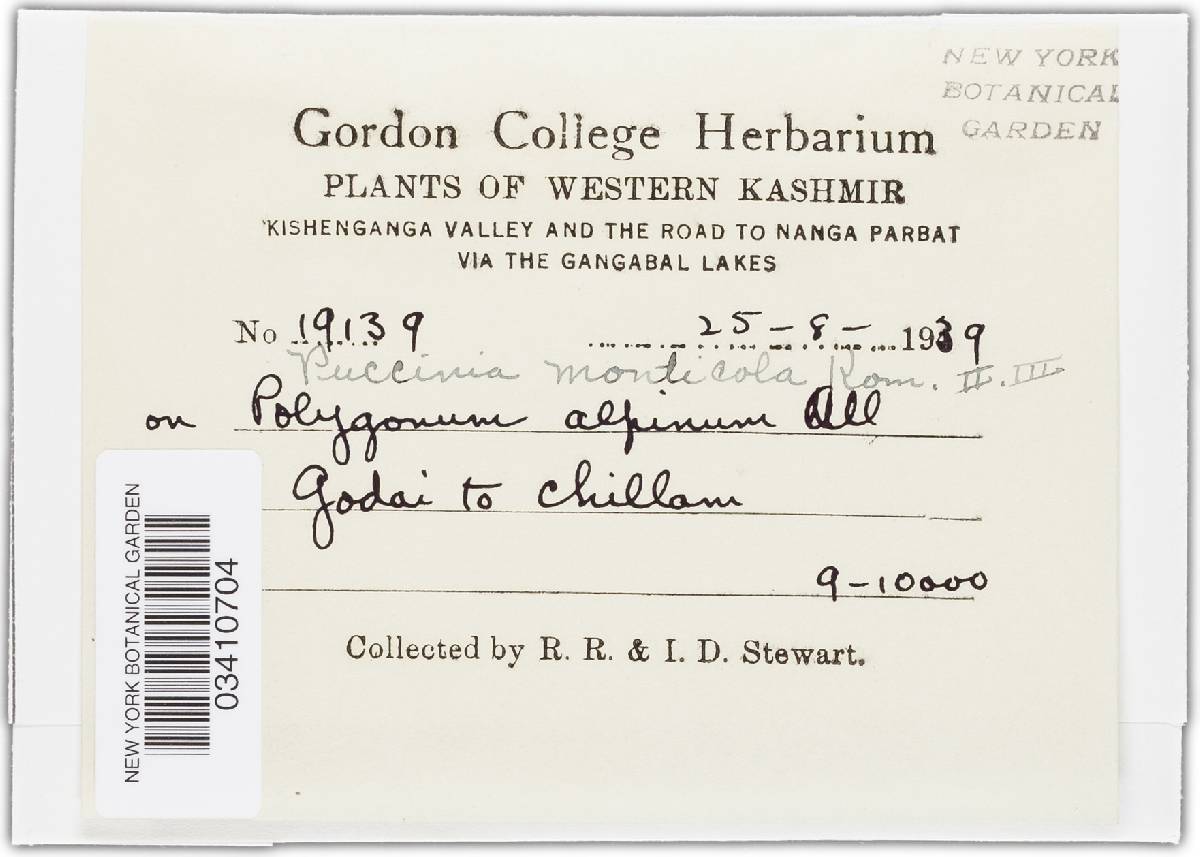 NEW YORK
BOTANICAL
GARDEN
Gordon College Herbarium
PLANTS OF WESTERN KASHMIR
KISHENGANGA VALLEY AND THE ROAD TO NANGA PARBAT
VIA THE GANGABAL LAKES
No 19139 25-8-1939
Puccinia monticola Kom. II. III
on Polygonum alpinum All
Godai to Chillam
9-10000
Collected by R. R. & I. D. Stewart.
NEW YORK BOTANICAL GARDEN
03410704